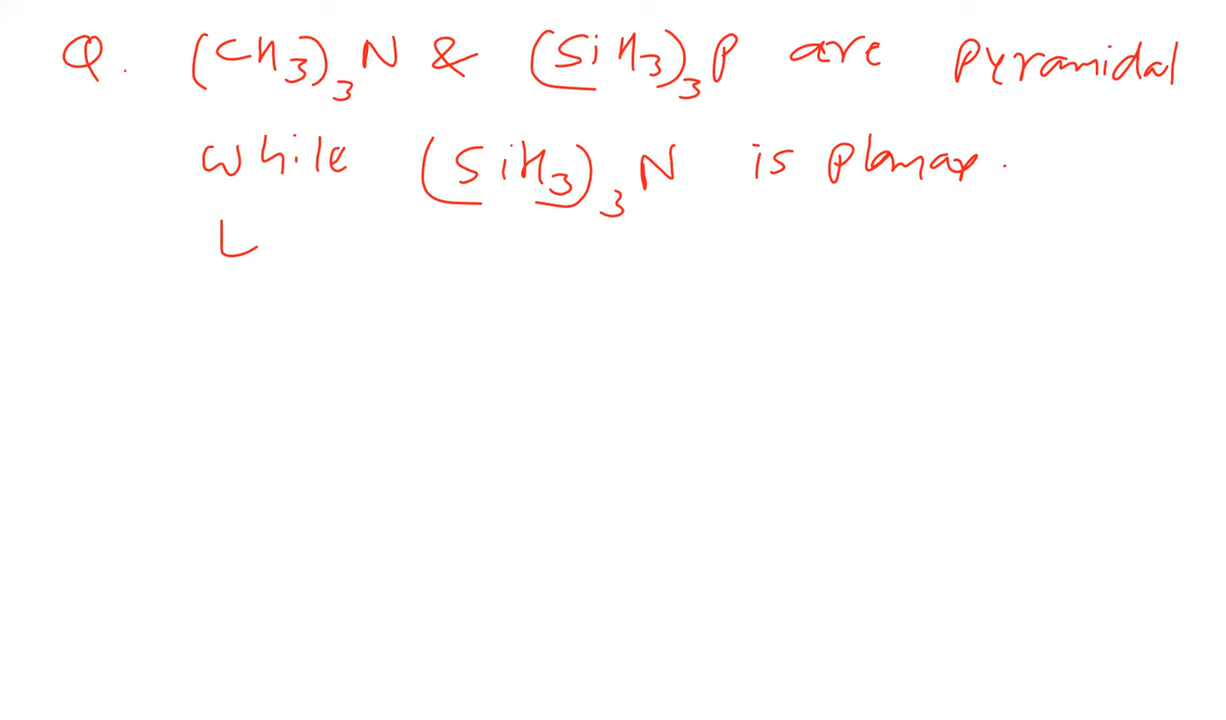 Q. (CH3)3N & (SiH3)3P are Pyramidal
while (SiH3)3N is Planar.
L